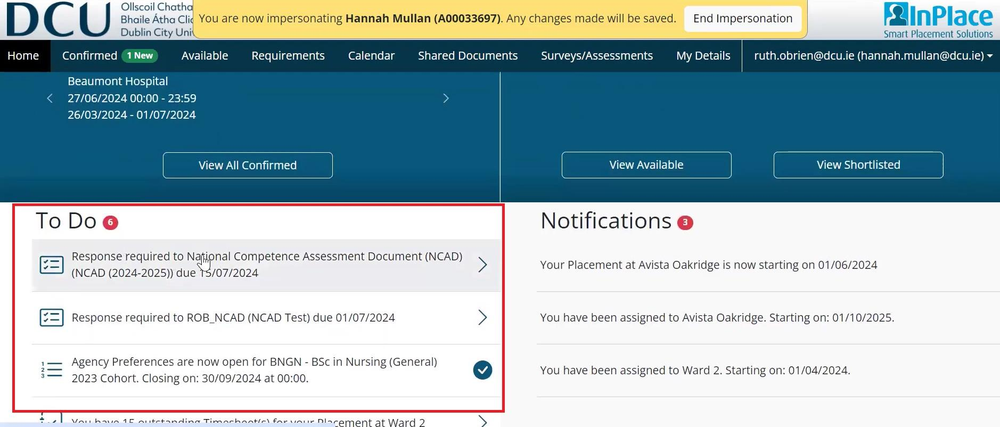 DCU
Ollscoil Chatha
Bhaile Átha Clia
Dublin City Uni
You are now impersonating Hannah Mullan (A00033697). Any changes made will be saved.
End Impersonation
InPlace
Smart Placement Solutions
Home
Confirmed 1 New
Available
Requirements
Calendar
Shared Documents
Surveys/Assessments
My Details
ruth.obrien@dcu.ie (hannah.mullan@dcu.ie)
Beaumont Hospital
27/06/2024 00:00 - 23:59
26/03/2024 - 01/07/2024
View All Confirmed
View Available
View Shortlisted
To Do 6
Response required to National Competence Assessment Document (NCAD)
(NCAD (2024-2025)) due 15/07/2024
Response required to ROB_NCAD (NCAD Test) due 01/07/2024
1
2
3
Agency Preferences are now open for BNGN - BSc in Nursing (General)
2023 Cohort. Closing on: 30/09/2024 at 00:00.
You have 15 outstanding Timesheet(s) for your Placement at Ward 2
Notifications 3
Your Placement at Avista Oakridge is now starting on 01/06/2024
You have been assigned to Avista Oakridge. Starting on: 01/10/2025.
You have been assigned to Ward 2. Starting on: 01/04/2024.